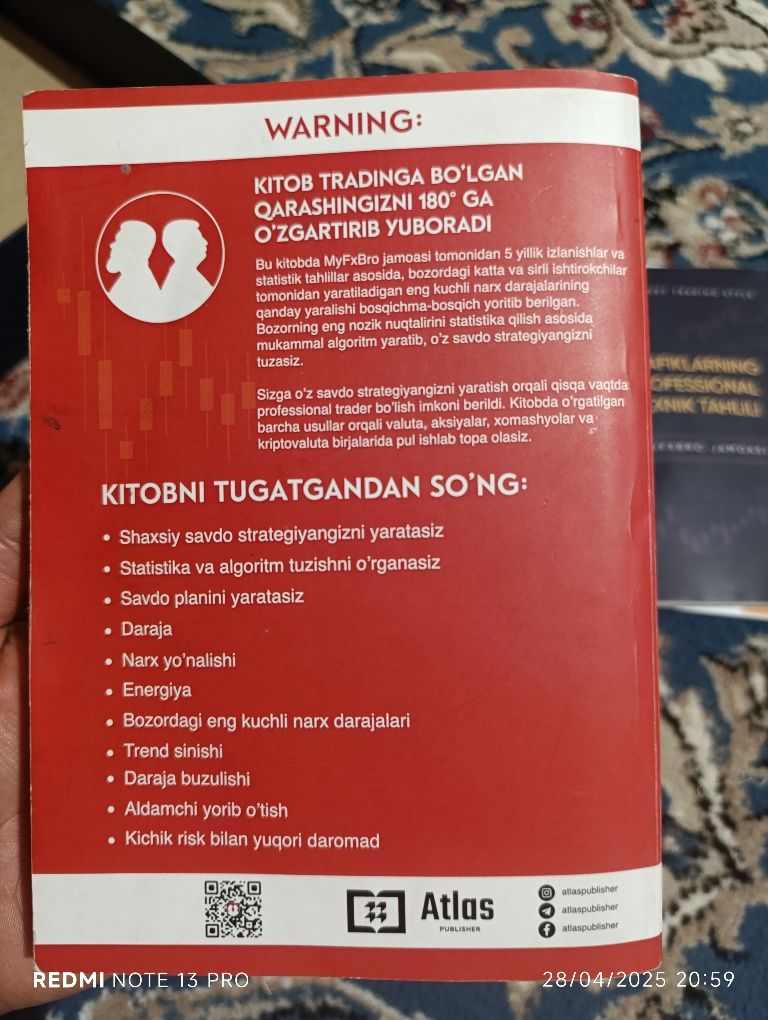 WARNING:
KITOB TRADINGA BO'LGAN
QARASHINGIZNI 180° GA
O'ZGARTIRIB YUBORADI
Bu kitobda MyFxBro jamoasi tomonidan 5 yillik izlanishlar va
statistik tahlillar asosida, bozordagi katta va sirli ishtirokchilar
tomonidan yaratiladigan eng kuchli narx darajalarining
qanday yaralishi bosqichma-bosqich yoritib berilgan.
Bozorning eng nozik nuqtalirini statistika qilish asosida
mukammal algoritm yaratib, o'z savdo strategiyangizni
tuzasiz.
Sizga o'z savdo strategiyangizni yaratish orqali qisqa vaqtda
professional trader bo'lish imkoni berildi. Kitobda o'rgatilgan
barcha usullar orqali valuta, aksiyalar, xomashyolar va
kriptovaluta birjalarida pul ishlab topa olasiz.
KITOBNI TUGATGANDAN SO'NG:
• Shaxsiy savdo strategiyangizni yaratasiz
• Statistika va algoritm tuzishni o'rganasiz
• Savdo planini yaratasiz
• Daraja
• Narx yo'nalishi
• Energiya
• Bozordagi eng kuchli narx darajalari
• Trend sinishi
• Daraja buzulishi
• Aldamchi yorib o'tish
• Kichik risk bilan yuqori daromad
Atlas
PUBLISHER
atlaspublisher
atlaspublisher
atlaspublisher
TEXNIK TAHLILI
REDMI NOTE 13 PRO
28/04/2025 20:59